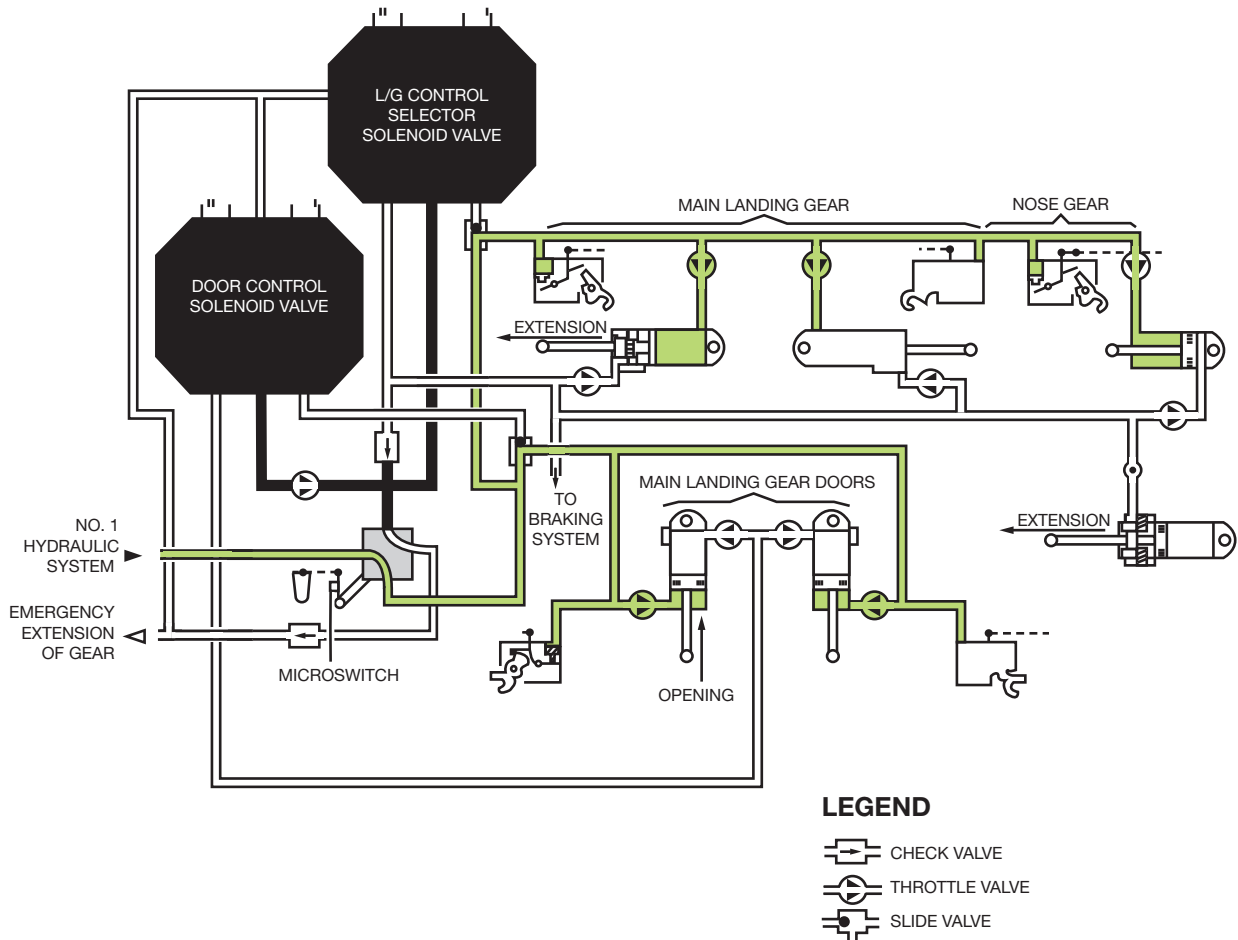 II
I
L/G CONTROL
SELECTOR
SOLENOID VALVE
II
I
DOOR CONTROL
SOLENOID VALVE
MAIN LANDING GEAR
NOSE GEAR
EXTENSION
TO
BRAKING
SYSTEM
MAIN LANDING GEAR DOORS
EXTENSION
NO. 1
HYDRAULIC
SYSTEM
EMERGENCY
EXTENSION
OF GEAR
MICROSWITCH
OPENING
LEGEND
CHECK VALVE
THROTTLE VALVE
SLIDE VALVE